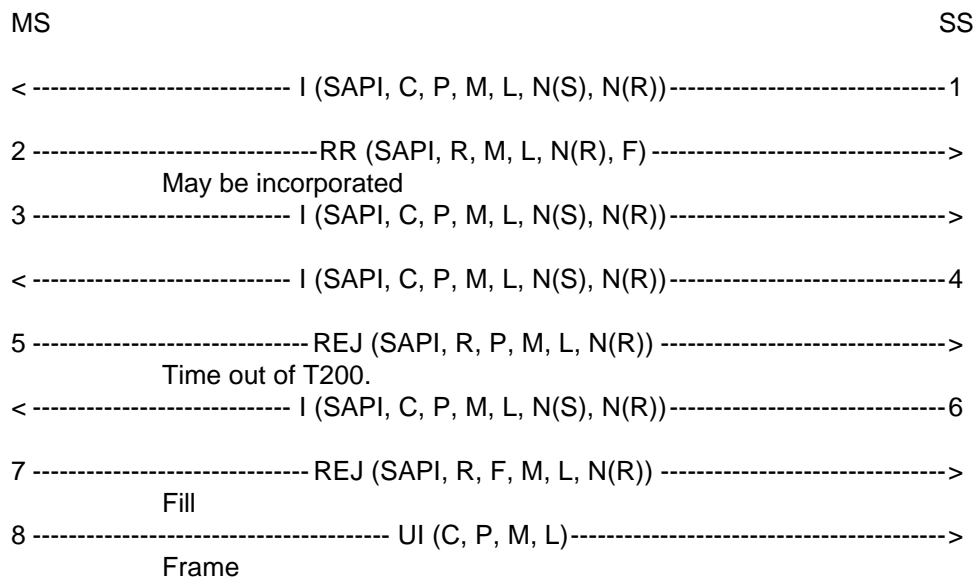 MS SS
< ----------------------------- I (SAPI, C, P, M, L, N(S), N(R))-------------------------------1
2 --------------------------------RR (SAPI, R, M, L, N(R), F) --------------------------------->
May be incorporated
3 ----------------------------- I (SAPI, C, P, M, L, N(S), N(R))------------------------------->
< ----------------------------- I (SAPI, C, P, M, L, N(S), N(R))-------------------------------4
5 -------------------------------REJ (SAPI, R, P, M, L, N(R)) -------------------------------->
Time out of T200.
< ----------------------------- I (SAPI, C, P, M, L, N(S), N(R))-------------------------------6
7 -------------------------------REJ (SAPI, R, F, M, L, N(R)) -------------------------------->
Fill
8 ---------------------------------------- UI (C, P, M, L)------------------------------------------>
Frame